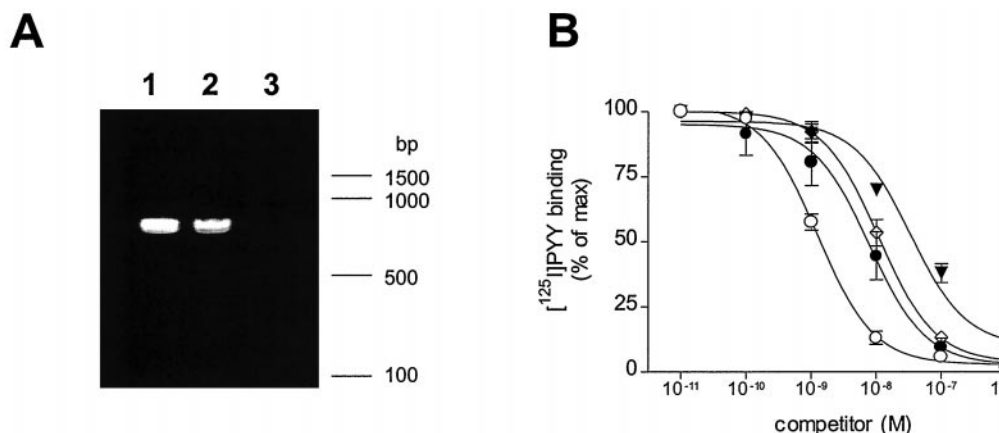 A
1 2 3
bp
1500
1000
500
100
B
[¹²⁵I]PYY binding
(% of max)
100
75
50
25
0
10⁻¹¹ 10⁻¹⁰ 10⁻⁹ 10⁻⁸ 10⁻⁷
competitor (M)